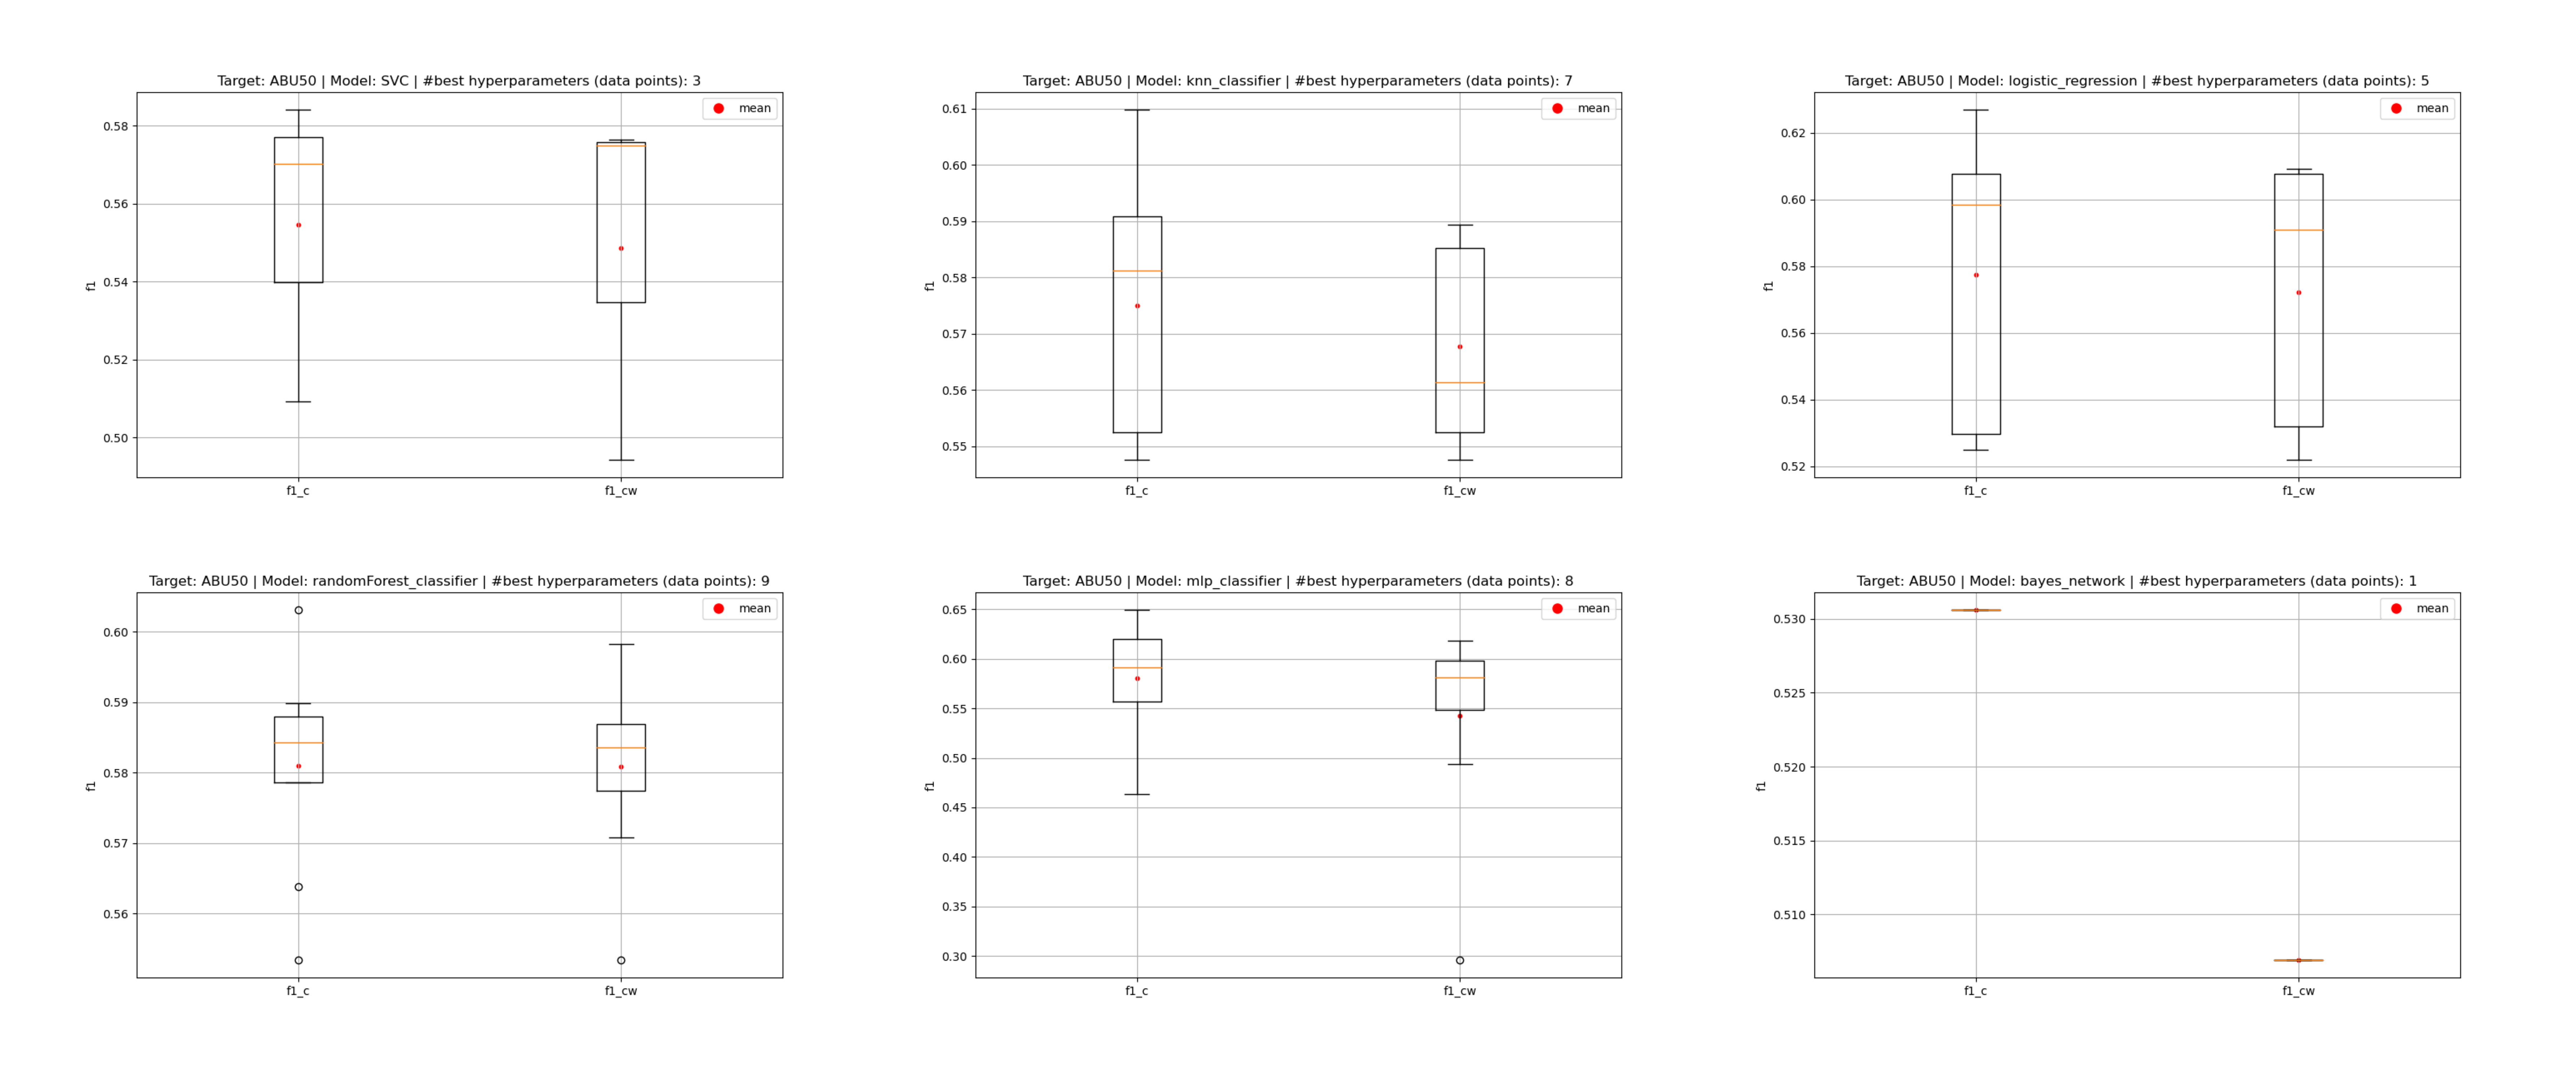 Target: ABU50 | Model: SVC | #best hyperparameters (data points): 3
mean
0.58
0.56
0.54
0.52
0.50
f1
f1_c
f1_cw
Target: ABU50 | Model: knn_classifier | #best hyperparameters (data points): 7
mean
0.61
0.60
0.59
0.58
0.57
0.56
0.55
f1
f1_c
f1_cw
Target: ABU50 | Model: logistic_regression | #best hyperparameters (data points): 5
mean
0.62
0.60
0.58
0.56
0.54
0.52
f1
f1_c
f1_cw
Target: ABU50 | Model: randomForest_classifier | #best hyperparameters (data points): 9
mean
0.60
0.59
0.58
0.57
0.56
f1
f1_c
f1_cw
Target: ABU50 | Model: mlp_classifier | #best hyperparameters (data points): 8
mean
0.65
0.60
0.55
0.50
0.45
0.40
0.35
0.30
f1
f1_c
f1_cw
Target: ABU50 | Model: bayes_network | #best hyperparameters (data points): 1
mean
0.530
0.525
0.520
0.515
0.510
f1
f1_c
f1_cw